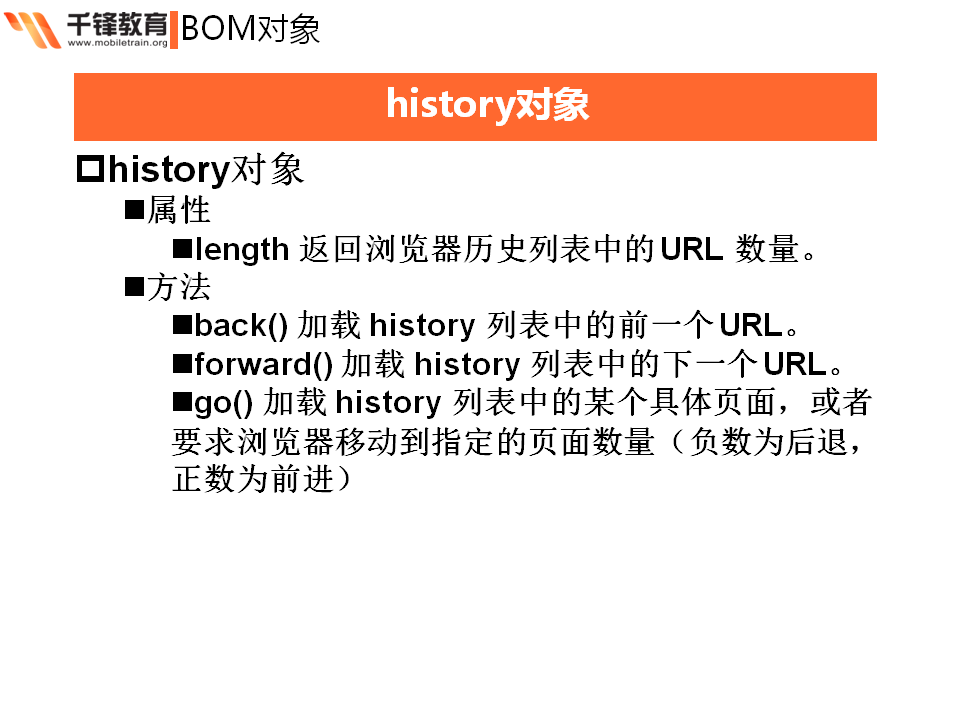 千锋教育
www.mobiletrain.org
BOM对象
history对象
history对象
属性
length 返回浏览器历史列表中的URL 数量。
方法
back() 加载 history 列表中的前一个URL。
forward() 加载 history 列表中的下一个URL。
go() 加载 history 列表中的某个具体页面，或者
要求浏览器移动到指定的页面数量（负数为后退，
正数为前进）